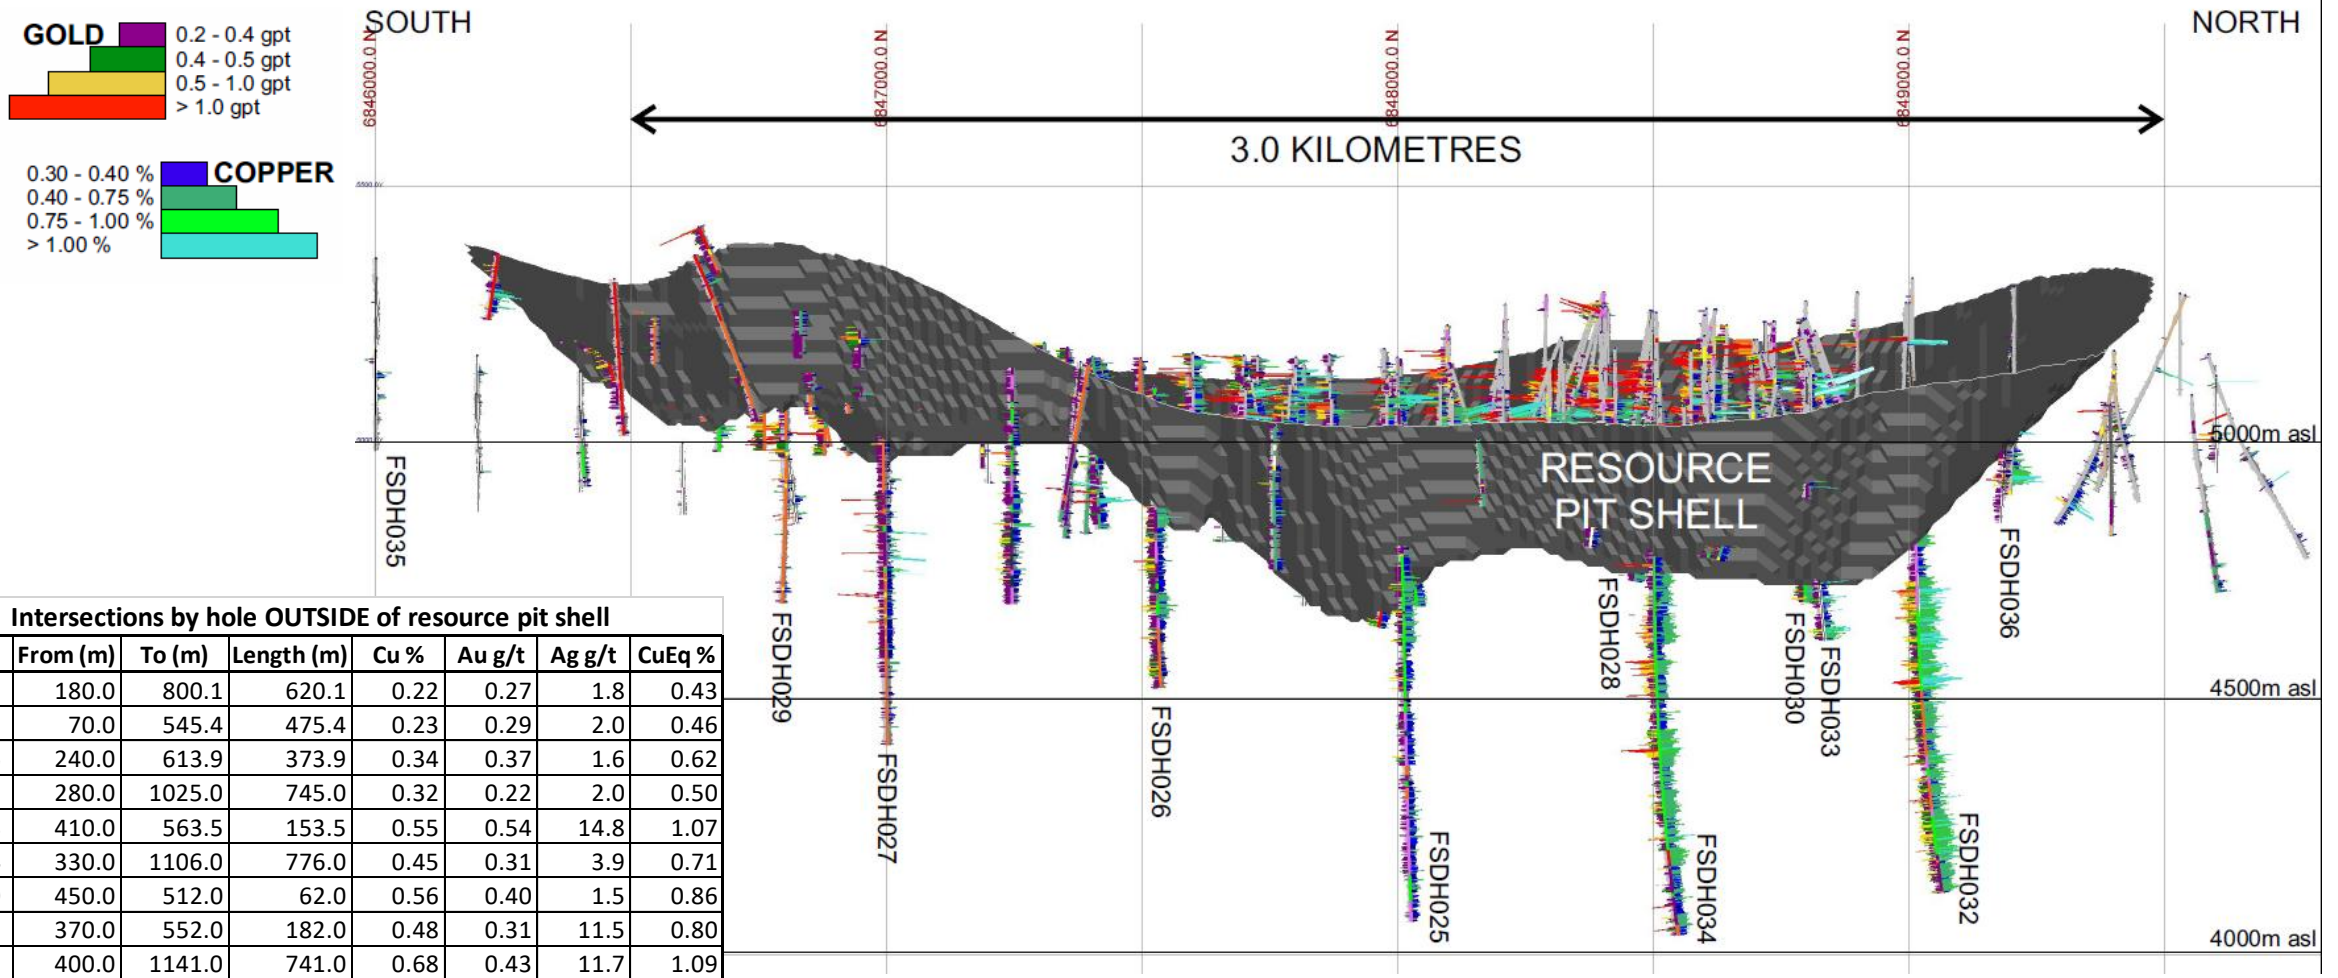 SOUTH
NORTH
GOLD
0.2 - 0.4 gpt
0.4 - 0.5 gpt
0.5 - 1.0 gpt
> 1.0 gpt
COPPER
0.30 - 0.40 %
0.40 - 0.75 %
0.75 - 1.00 %
> 1.00 %
6846000.0 N
6847000.0 N
6848000.0 N
6849000.0 N
3.0 KILOMETRES
RESOURCE
PIT SHELL
5000m asl
4500m asl
4000m asl
FSDH035
FSDH029
FSDH027
FSDH026
FSDH025
FSDH028
FSDH034
FSDH030
FSDH033
FSDH032
FSDH036
Intersections by hole OUTSIDE of resource pit shell
From (m) To (m) Length (m) Cu % Au g/t Ag g/t CuEq %
180.0 800.1 620.1 0.22 0.27 1.8 0.43
70.0 545.4 475.4 0.23 0.29 2.0 0.46
240.0 613.9 373.9 0.34 0.37 1.6 0.62
280.0 1025.0 745.0 0.32 0.22 2.0 0.50
410.0 563.5 153.5 0.55 0.54 14.8 1.07
330.0 1106.0 776.0 0.45 0.31 3.9 0.71
450.0 512.0 62.0 0.56 0.40 1.5 0.86
370.0 552.0 182.0 0.48 0.31 11.5 0.80
400.0 1141.0 741.0 0.68 0.43 11.7 1.09